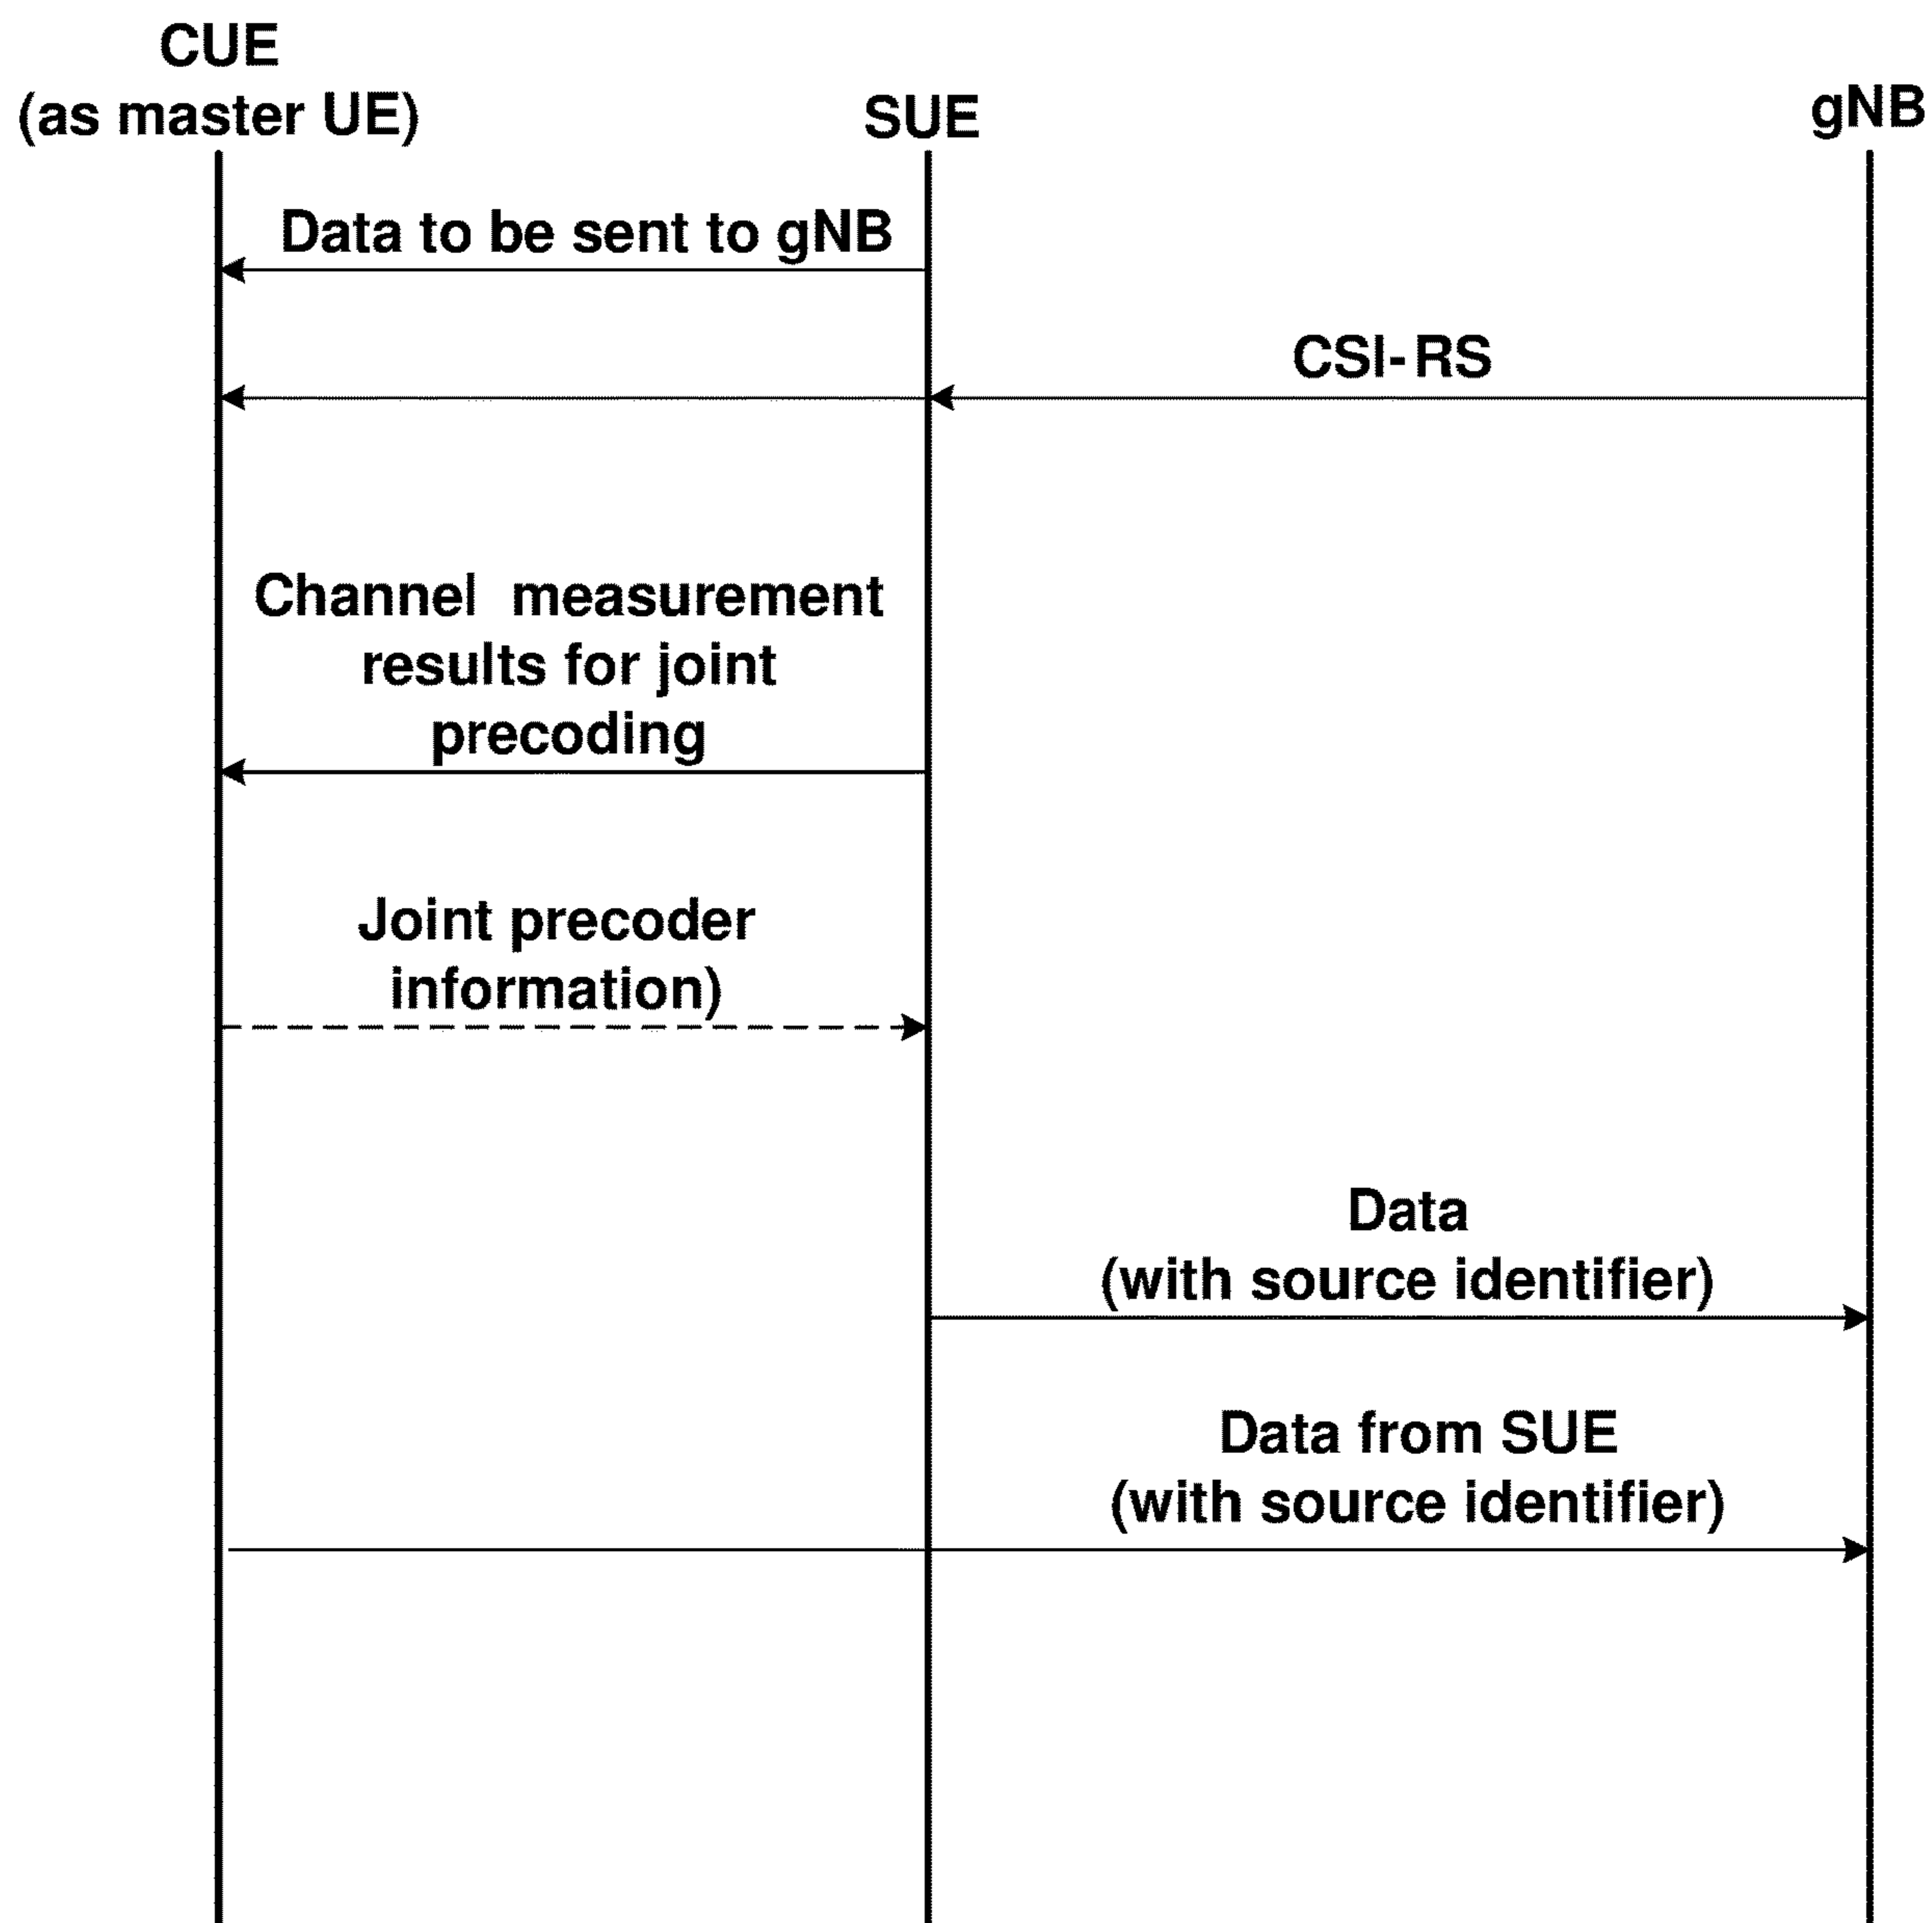 CUE
(as master UE)
SUE
gNB
Data to be sent to gNB
CSI-RS
Channel measurement
results for joint
precoding
Joint precoder
information)
Data
(with source identifier)
Data from SUE
(with source identifier)